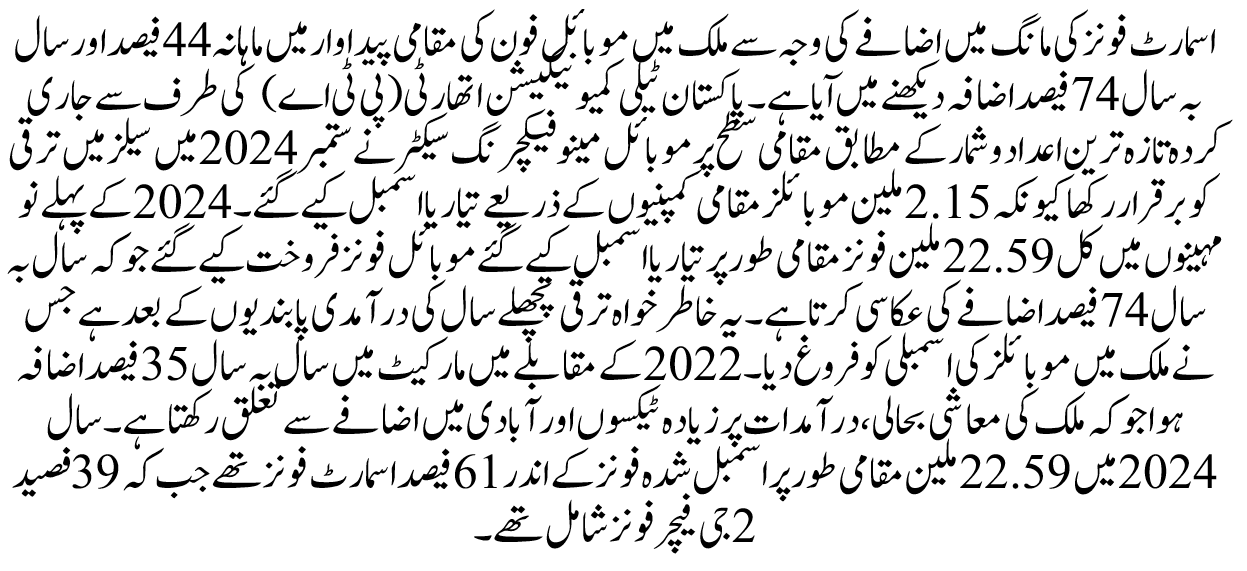 اسمارٹ فونز کی مانگ میں اضافے کی وجہ سے ملک میں موبائل فون کی مقامی پیداوار میں ماہانہ 44 فیصد اور سال
بہ سال 74 فیصد اضافہ دیکھنے میں آیا ہے۔ پاکستان ٹیلی کمیونیکیشن اتھارٹی (پی ٹی اے) کی طرف سے جاری
کردہ تازہ ترین اعداد و شمار کے مطابق مقامی سطح پر موبائل مینوفیکچرنگ سیکٹر نے ستمبر 2024 میں سیلز میں ترقی
کو برقرار رکھا کیونکہ 2.15 ملین موبائلز مقامی کمپنیوں کے ذریعے تیار یا اسمبل کیے گئے۔ 2024 کے پہلے نو
مہینوں میں کل 22.59 ملین فونز مقامی طور پر تیار یا اسمبل کیے گئے موبائل فونز فروخت کیے گئے جو کہ سال بہ
سال 74 فیصد اضافے کی عکاسی کرتا ہے۔ یہ خاطر خواہ ترقی پچھلے سال کی درآمدی پابندیوں کے بعد ہے جس
نے ملک میں موبائلز کی اسمبلی کو فروغ دیا۔ 2022 کے مقابلے میں مارکیٹ میں سال بہ سال 35 فیصد اضافہ
ہوا جو کہ ملک کی معاشی بحالی، درآمدات پر زیادہ ٹیکسوں اور آبادی میں اضافے سے تعلق رکھتا ہے۔ سال
2024 میں 22.59 ملین مقامی طور پر اسمبل شدہ فونز کے اندر 61 فیصد اسمارٹ فونز تھے جب کہ 39 فصید
2 جی فیچر فونز شامل تھے۔